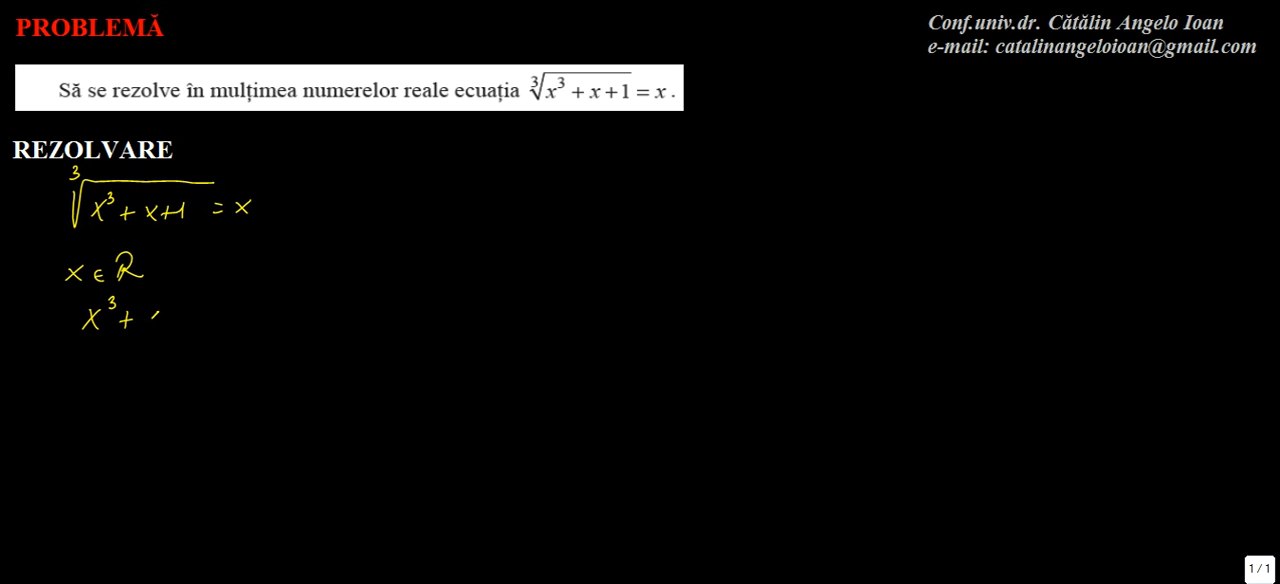 PROBLEMĂ
Conf.univ.dr. Cătălin Angelo Ioan
e-mail: catalinangeloioan@gmail.com
Să se rezolve în mulțimea numerelor reale ecuația ∛(x³ + x + 1) = x.
REZOLVARE
∛(x³ + x + 1) = x
x ∈ ℝ
x³ +
1 / 1